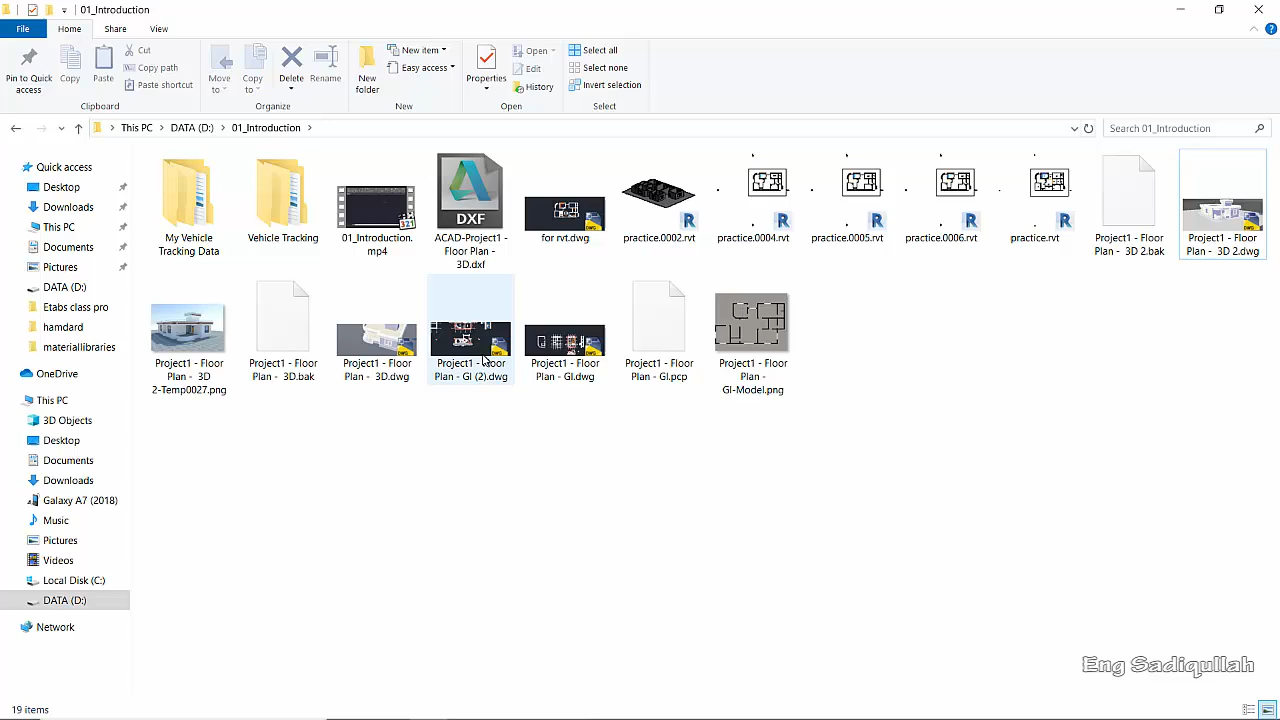 01_Introduction
File Home Share View
Pin to Quick access
Copy
Paste
Cut
Copy path
Paste shortcut
Clipboard
Move to
Copy to
Delete
Rename
Organize
New folder
New item
Easy access
New
Properties
Open
Edit
History
Open
Select all
Select none
Invert selection
Select
This PC > DATA (D:) > 01_Introduction >
Search 01_Introduction
Quick access
Desktop
Downloads
This PC
Documents
Pictures
DATA (D:)
Etabs class pro
hamdard
materiallibraries
OneDrive
This PC
3D Objects
Desktop
Documents
Downloads
Galaxy A7 (2018)
Music
Pictures
Videos
Local Disk (C:)
DATA (D:)
Network
My Vehicle
Tracking Data
Vehicle Tracking
01_Introduction.
mp4
DXF
ACAD-Project1 -
Floor Plan -
3D.dxf
for rvt.dwg
practice.0002.rvt
practice.0004.rvt
practice.0005.rvt
practice.0006.rvt
practice.rvt
Project1 - Floor
Plan - 3D 2.bak
Project1 - Floor
Plan - 3D 2.dwg
Project1 - Floor
Plan - 3D
2-Temp0027.png
Project1 - Floor
Plan - 3D.bak
Project1 - Floor
Plan - 3D.dwg
Project1 - Floor
Plan - GI (2).dwg
Project1 - Floor
Plan - GI.dwg
Project1 - Floor
Plan - GI.pcp
Project1 - Floor
Plan -
GI-Model.png
Eng Sadiqullah
19 items